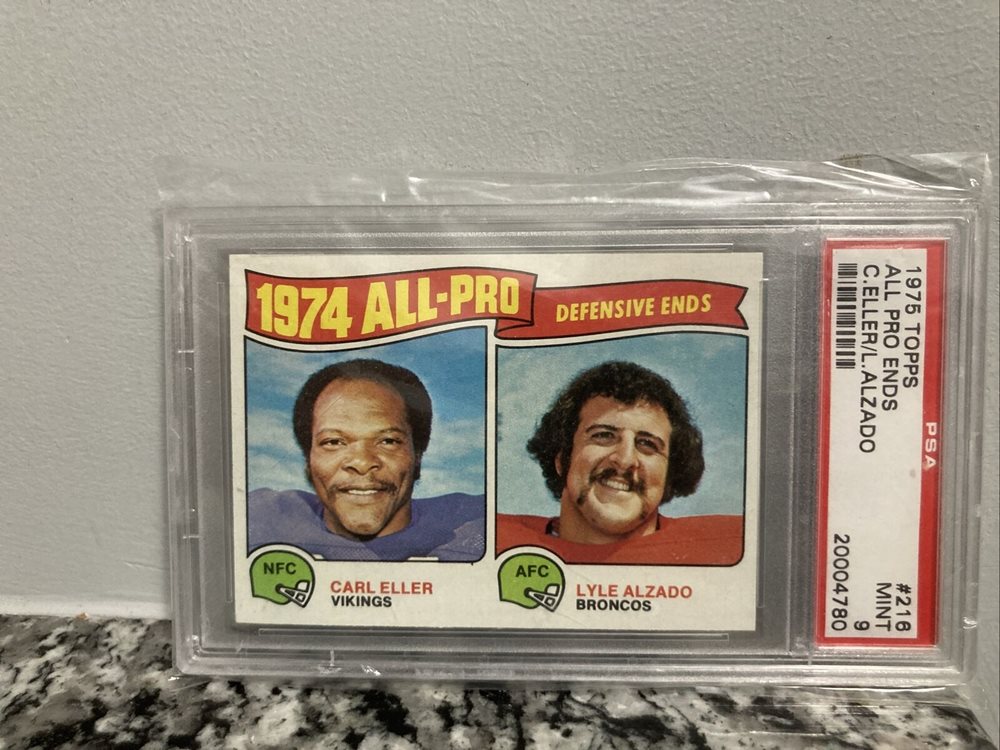 1974 ALL-PRO
DEFENSIVE ENDS
NFC
CARL ELLER
VIKINGS
AFC
LYLE ALZADO
BRONCOS
1975 TOPPS #216
ALL PRO ENDS MINT
C.ELLER/L.ALZADO 9
20004780
PSA